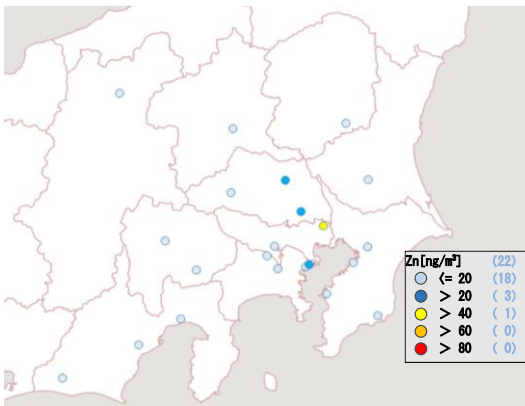 Zn[ng/m³] (22)
<= 20 (18)
> 20 ( 3)
> 40 ( 1)
> 60 ( 0)
> 80 ( 0)